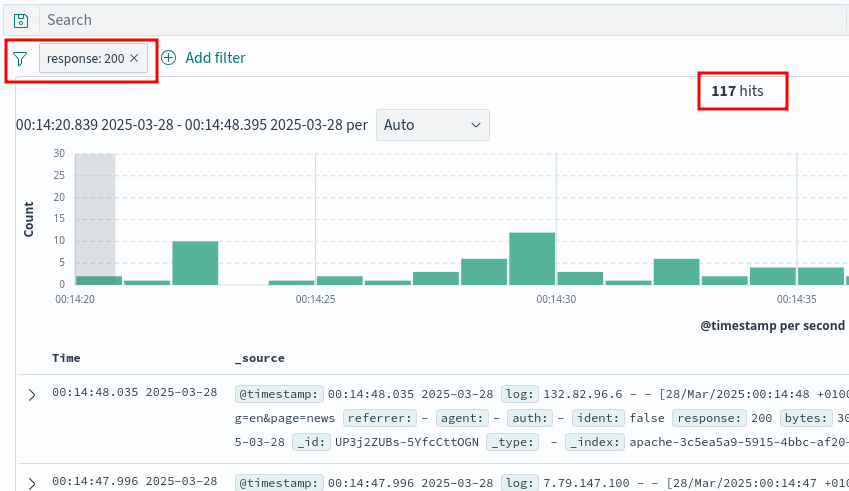 Search
response: 200 ×
Add filter
117 hits
00:14:20.839 2025-03-28 - 00:14:48.395 2025-03-28 per Auto
30
25
20
15
10
5
0
Count
00:14:20 00:14:25 00:14:30 00:14:35
@timestamp per second
Time _source
00:14:48.035 2025-03-28 @timestamp: 00:14:48.035 2025-03-28 log: 132.82.96.6 - - [28/Mar/2025:00:14:48 +010
g=en&page=news referrer: - agent: - auth: - ident: false response: 200 bytes: 30
5-03-28 _id: UP3j2ZUBs-5YfcCttOGN _type: - _index: apache-3c5ea5a9-5915-4bbc-af20-
00:14:47.996 2025-03-28 @timestamp: 00:14:47.996 2025-03-28 log: 7.79.147.100 - - [28/Mar/2025:00:14:47 +010